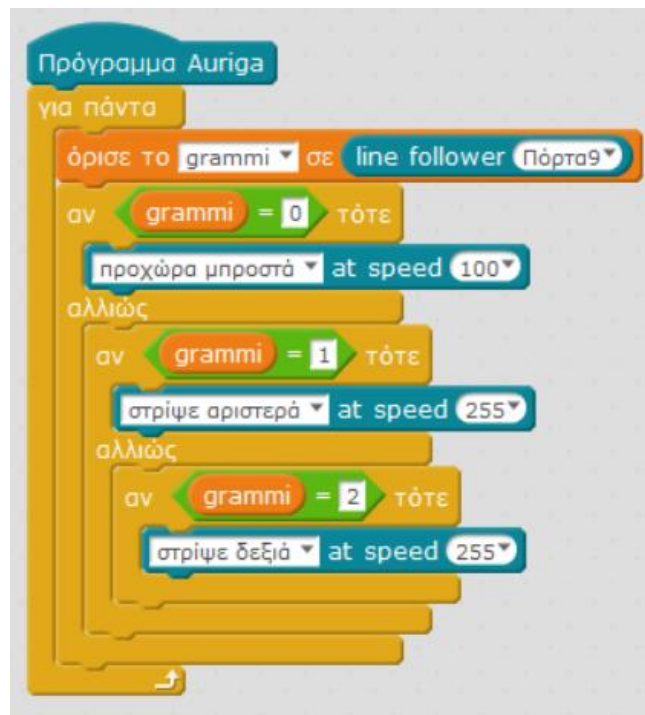 Πρόγραμμα Auriga
για πάντα
όρισε το grammi σε line follower Πόρτα9
αν grammi = 0 τότε
προχώρα μπροστά at speed 100
αλλιώς
αν grammi = 1 τότε
στρίψε αριστερά at speed 255
αλλιώς
αν grammi = 2 τότε
στρίψε δεξιά at speed 255